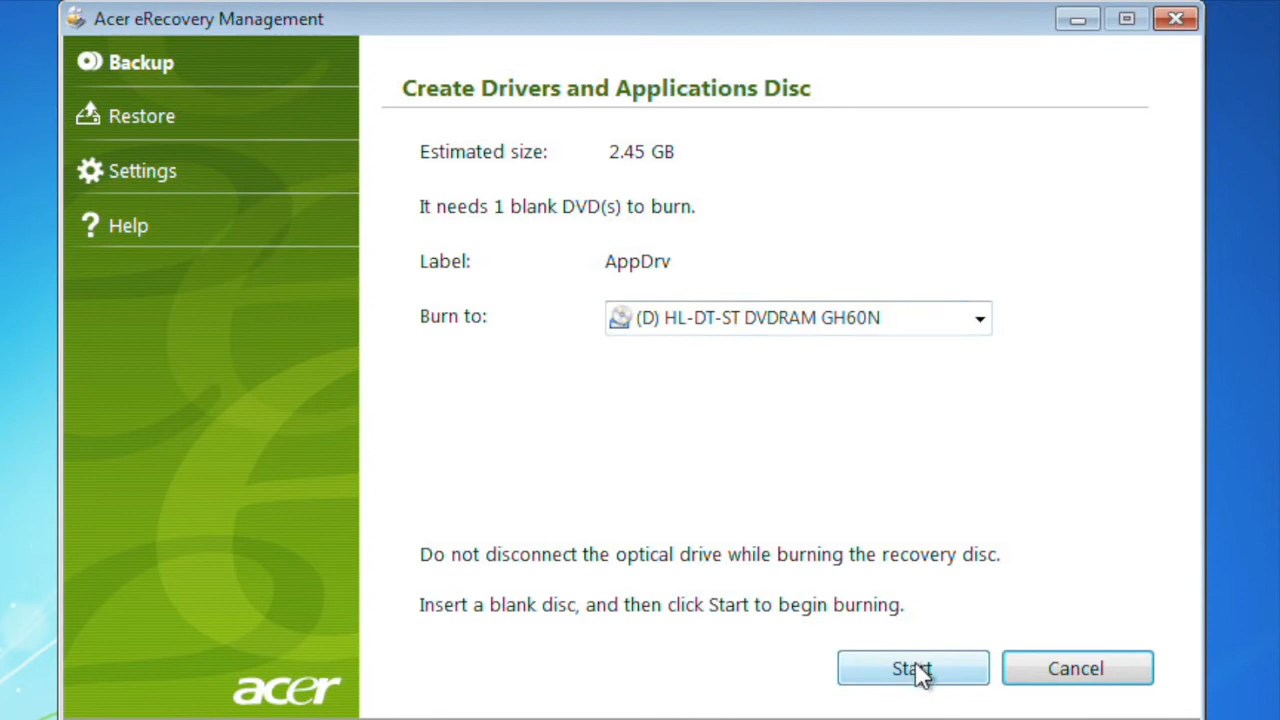 Acer eRecovery Management
Backup
Restore
Settings
? Help
Create Drivers and Applications Disc
Estimated size: 2.45 GB
It needs 1 blank DVD(s) to burn.
Label: AppDrv
Burn to: (D) HL-DT-ST DVDRAM GH60N
Do not disconnect the optical drive while burning the recovery disc.
Insert a blank disc, and then click Start to begin burning.
Start Cancel
acer